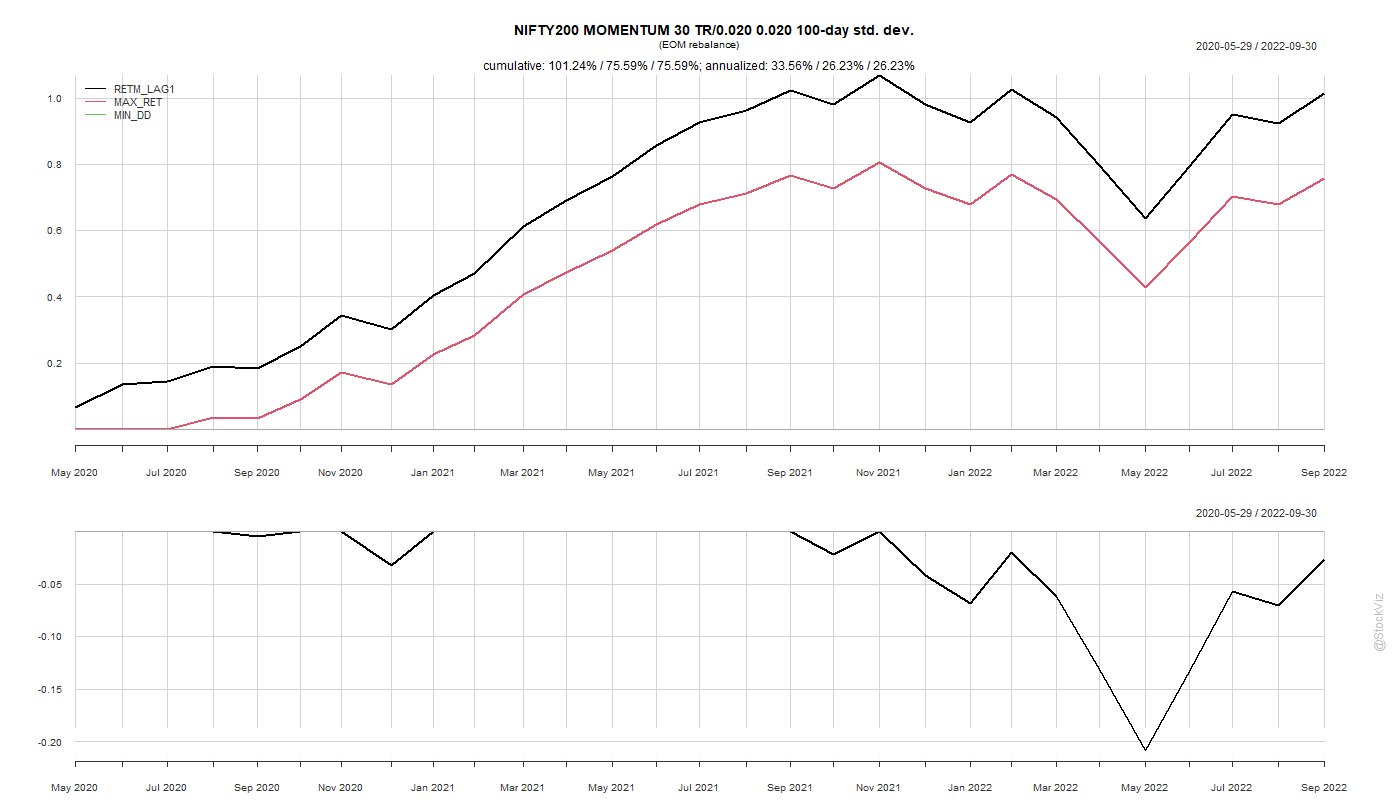 NIFTY200 MOMENTUM 30 TR/0.020 0.020 100-day std. dev.
(EOM rebalance)
2020-05-29 / 2022-09-30
cumulative: 101.24% / 75.59% / 75.59%; annualized: 33.56% / 26.23% / 26.23%
RETM_LAG1
MAX_RET
MIN_DD
1.0
0.8
0.6
0.4
0.2
May 2020 Jul 2020 Sep 2020 Nov 2020 Jan 2021 Mar 2021 May 2021 Jul 2021 Sep 2021 Nov 2021 Jan 2022 Mar 2022 May 2022 Jul 2022 Sep 2022
2020-05-29 / 2022-09-30
-0.05
-0.10
-0.15
-0.20
May 2020 Jul 2020 Sep 2020 Nov 2020 Jan 2021 Mar 2021 May 2021 Jul 2021 Sep 2021 Nov 2021 Jan 2022 Mar 2022 May 2022 Jul 2022 Sep 2022
@StockViz